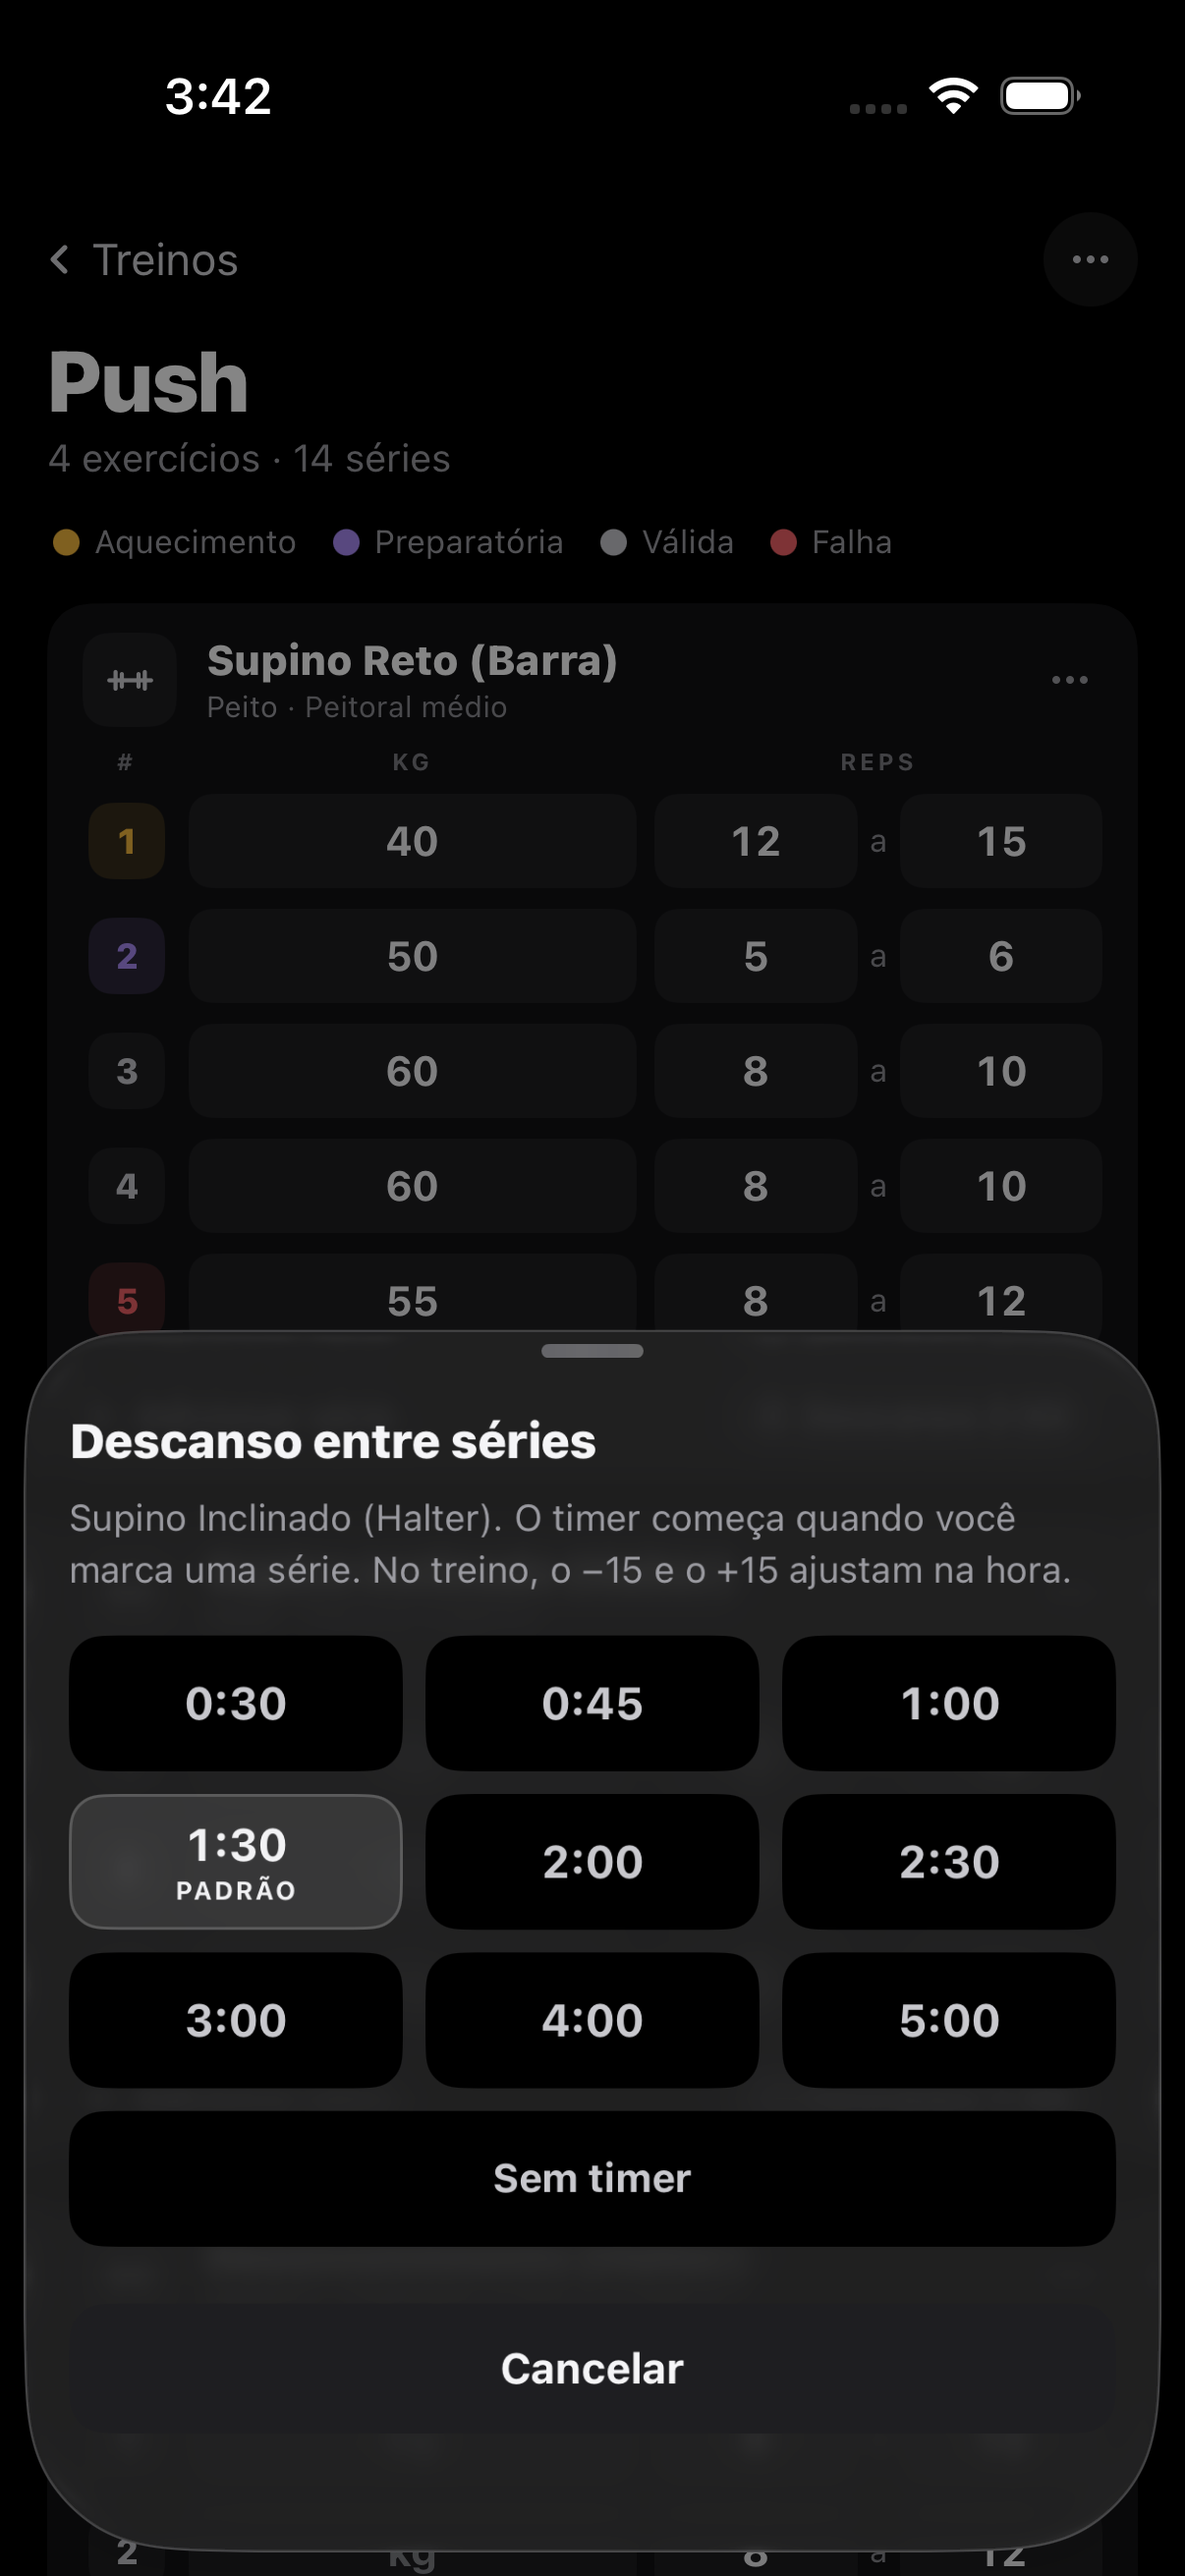 3:42
Treinos
Push
4 exercícios · 14 séries
Aquecimento Preparatória Válida Falha
Supino Reto (Barra)
Peito · Peitoral médio
# KG REPS
1 40 12 a 15
2 50 5 a 6
3 60 8 a 10
4 60 8 a 10
5 55 8 a 12
Descanso entre séries
Supino Inclinado (Halter). O timer começa quando você
marca uma série. No treino, o −15 e o +15 ajustam na hora.
0:30 0:45 1:00
1:30 2:00 2:30
PADRÃO
3:00 4:00 5:00
Sem timer
Cancelar
2 kg 8 a 12